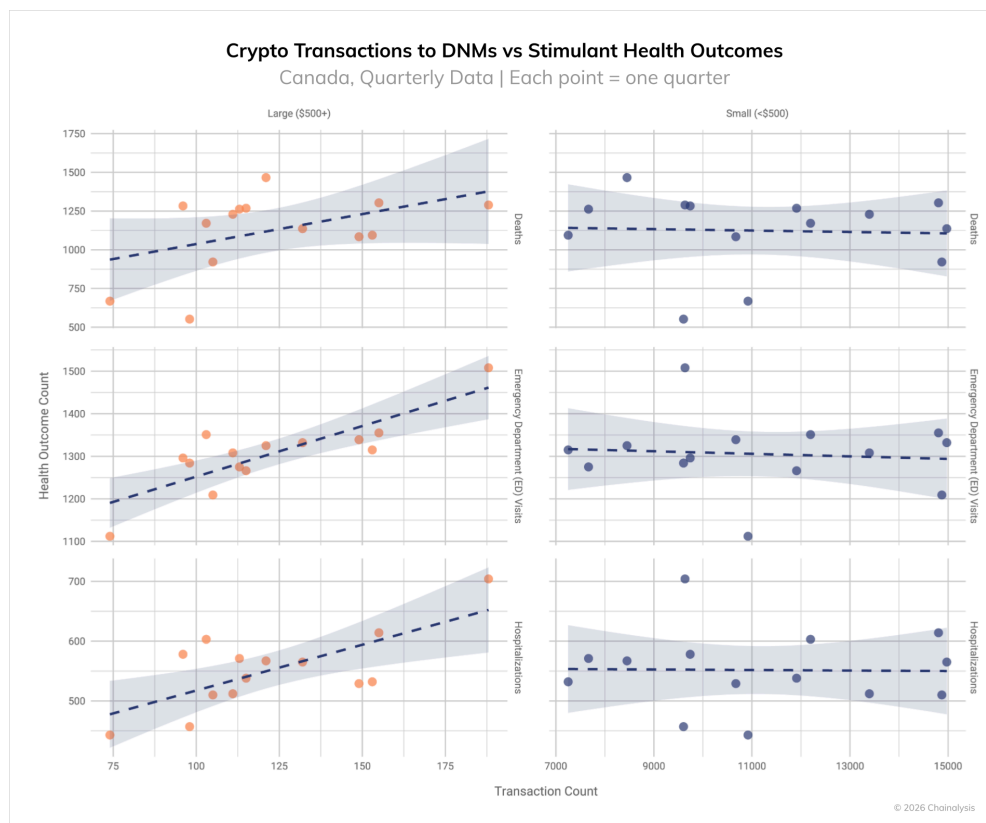 Crypto Transactions to DNMs vs Stimulant Health Outcomes
Canada, Quarterly Data | Each point = one quarter
Large ($500+)
Small (<$500)
1750
1500
1250
1000
750
500
Deaths
Deaths
Health Outcome Count
1500
1400
1300
1200
1100
Emergency Department (ED) Visits
Emergency Department (ED) Visits
700
600
500
Hospitalizations
Hospitalizations
75 100 125 150 175
7000 9000 11000 13000 15000
Transaction Count
© 2026 Chainalysis